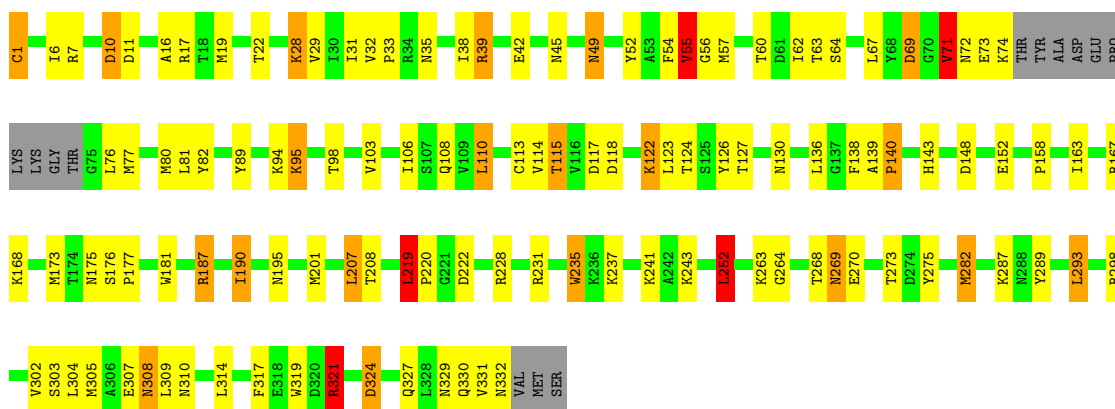 C1 I6 R7 D10 D11 A16 R17 T18 M19 T22 K28 V29 I30 I31 V32 P33 R34 N35 I38 R39 E42 N45 N49 Y52 A53 F54 V55 G56 M57 T60 D61 I62 T63 S64 L67 Y68 D69 G70 V71 N72 E73 K74 THR TYR ALA ASP GLU PRO
LYS LYS GLY THR G75 L76 M77 M80 L81 Y82 Y89 K94 K95 T98 V103 I106 S107 Q108 V109 L110 C113 V114 T115 V116 D117 D118 K122 L123 T124 S125 Y126 T127 N130 L136 G137 F138 A139 P140 H143 D148 E152 P158 I163
K168 M173 T174 N175 S176 P177 W181 R187 I190 N195 M201 L207 T208 L219 P220 G221 D222 R228 R231 W235 K236 K237 K241 A242 K243 L252 K263 G264 T268 N269 E270 T273 D274 Y275 M282 K287 N288 Y289 L293
V302 S303 L304 M305 A306 E307 N308 L309 N310 L314 F317 E318 W319 D320 R321 D324 Q327 L328 N329 Q330 V331 N332 VAL MET SER